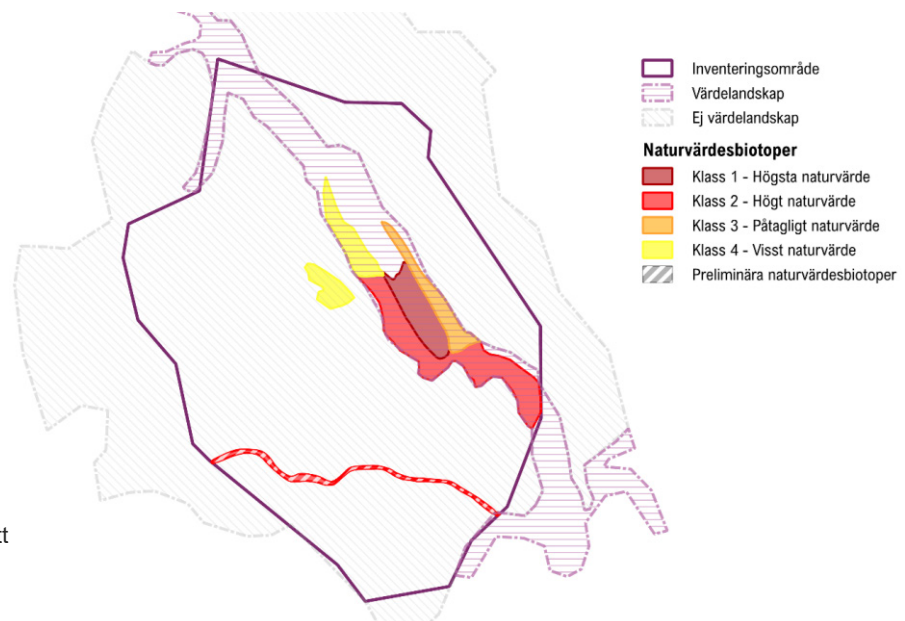 Inventeringsområde
Värdelandskap
Ej värdelandskap
Naturvärdesbiotoper
Klass 1 - Högsta naturvärde
Klass 2 - Högt naturvärde
Klass 3 - Påtagligt naturvärde
Klass 4 - Visst naturvärde
Preliminära naturvärdesbiotoper